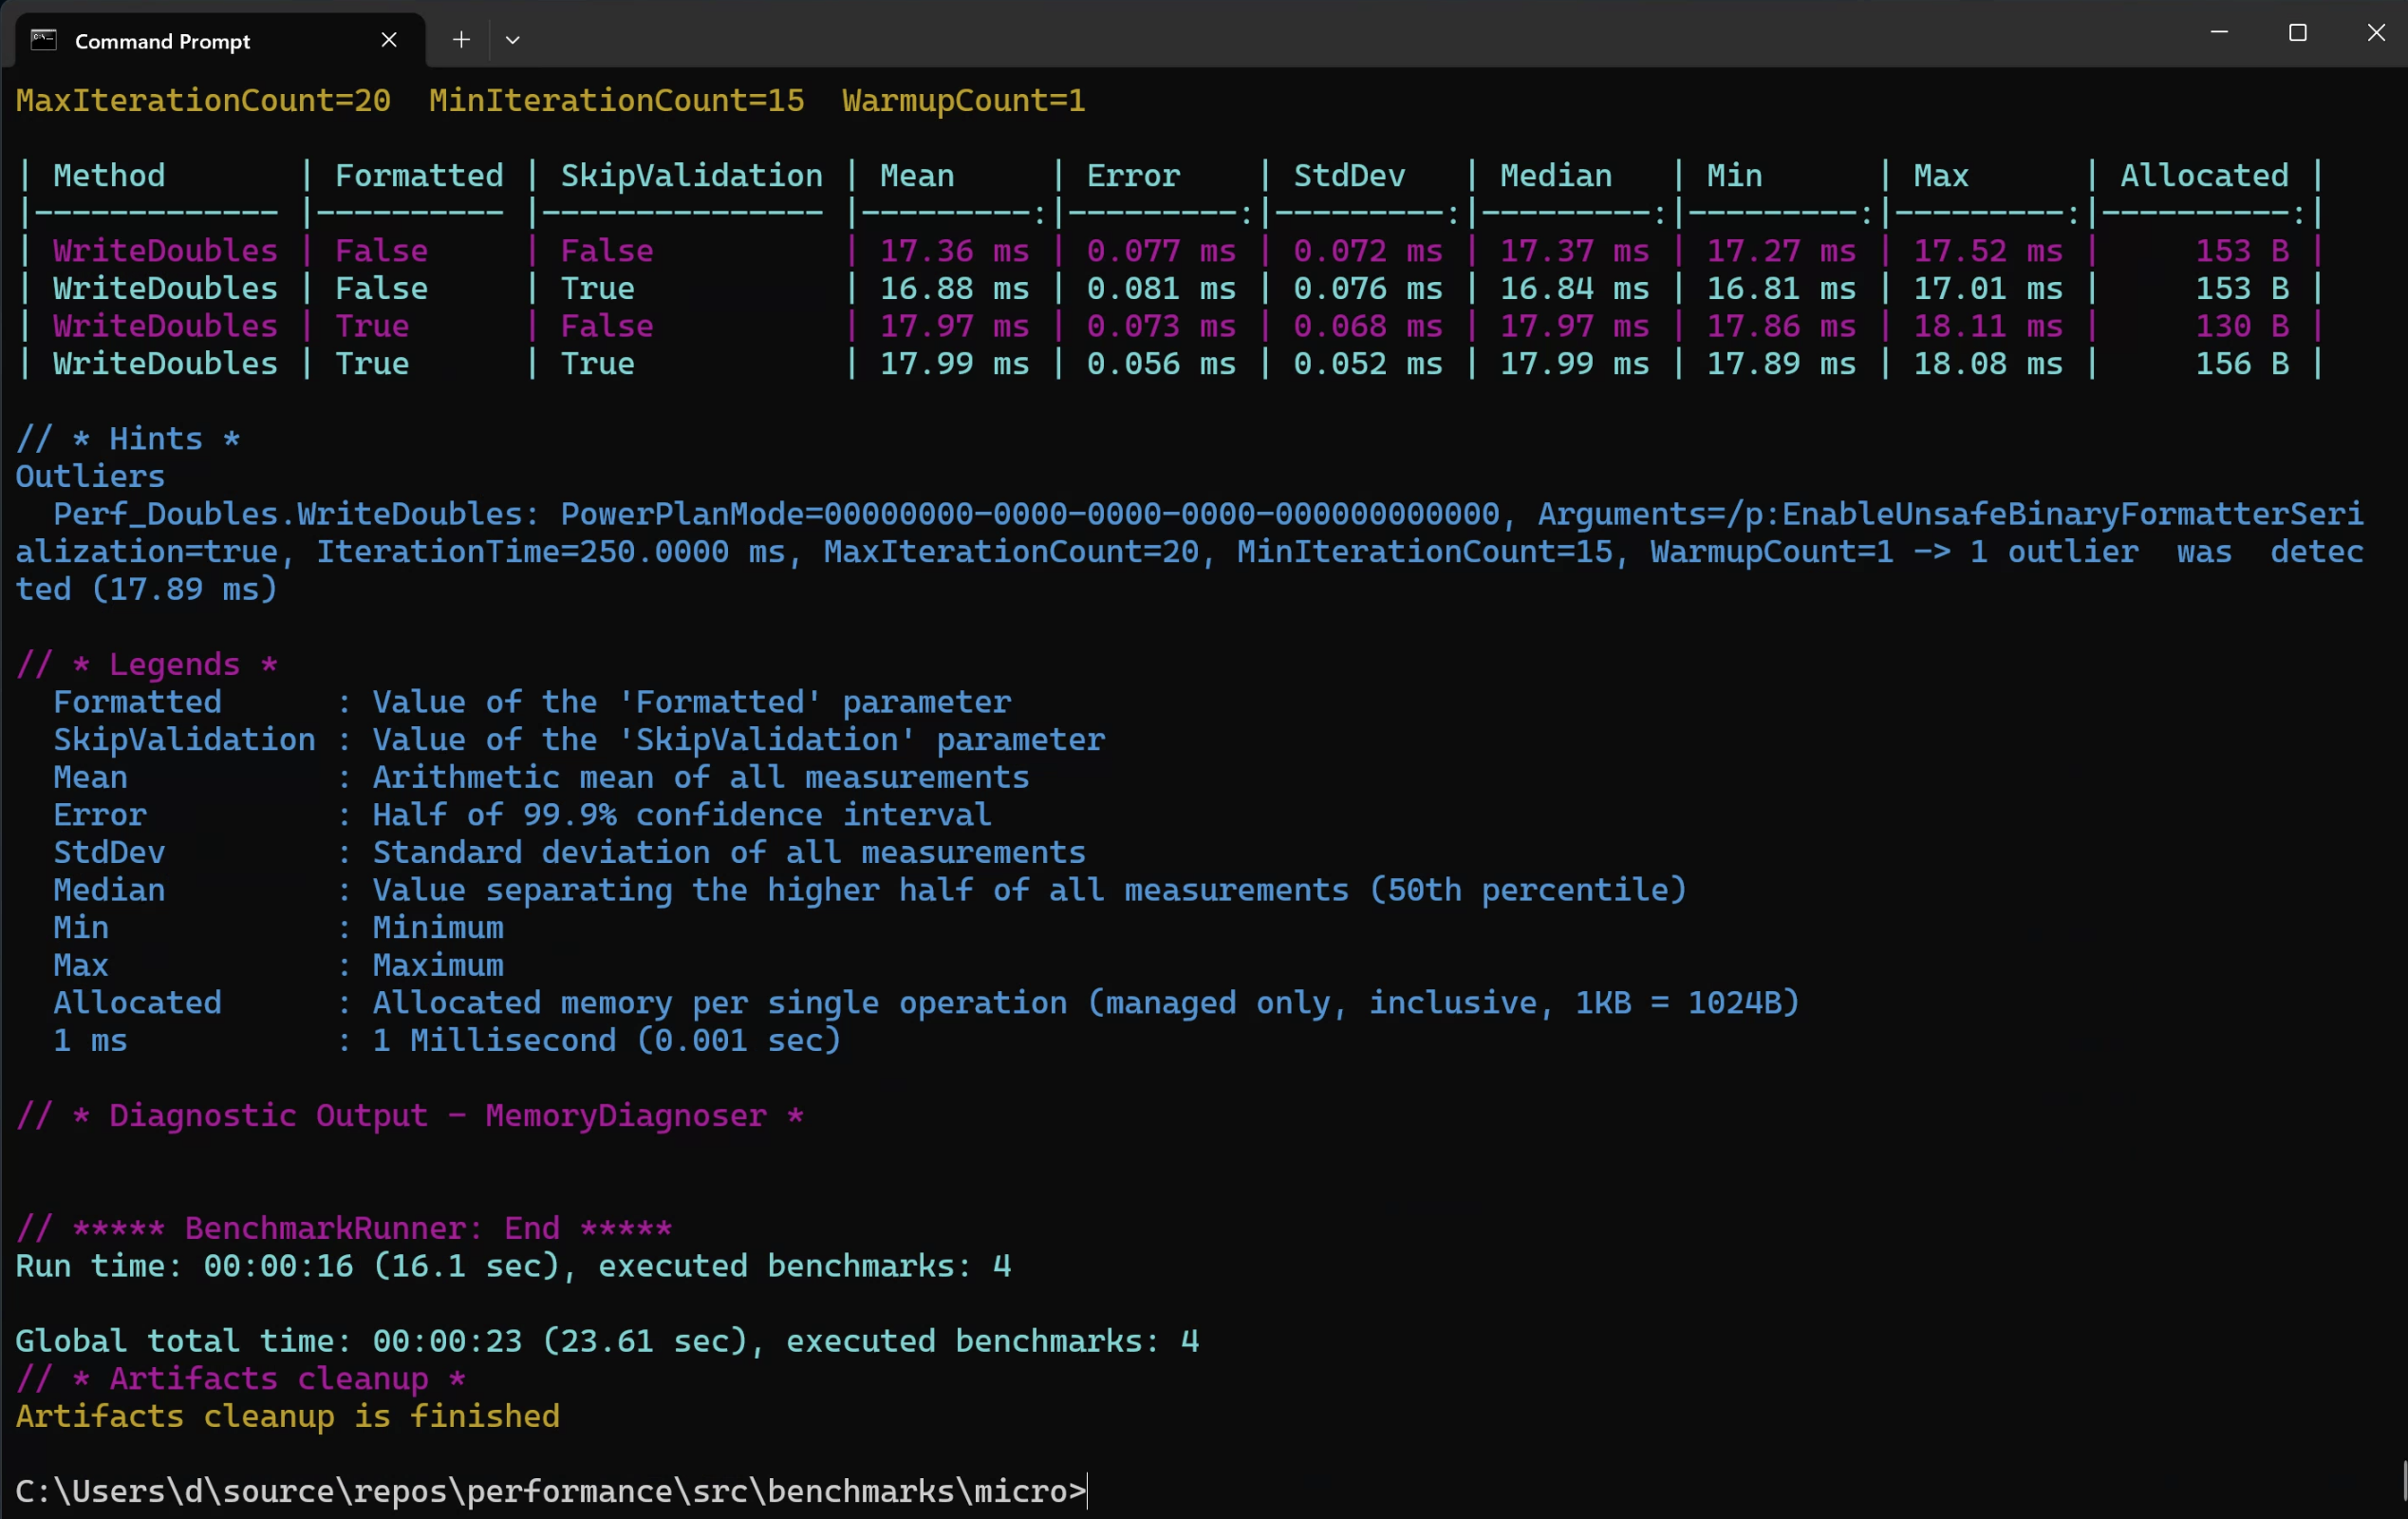 Command Prompt
MaxIterationCount=20  MinIterationCount=15  WarmupCount=1
| Method        | Formatted | SkipValidation | Mean     | Error    | StdDev   | Median   | Min      | Max      | Allocated |
|------------- |---------- |--------------- |---------:|---------:|---------:|---------:|---------:|---------:|----------:|
| WriteDoubles | False     | False          | 17.36 ms | 0.077 ms | 0.072 ms | 17.37 ms | 17.27 ms | 17.52 ms |     153 B |
| WriteDoubles | False     | True           | 16.88 ms | 0.081 ms | 0.076 ms | 16.84 ms | 16.81 ms | 17.01 ms |     153 B |
| WriteDoubles | True      | False          | 17.97 ms | 0.073 ms | 0.068 ms | 17.97 ms | 17.86 ms | 18.11 ms |     130 B |
| WriteDoubles | True      | True           | 17.99 ms | 0.056 ms | 0.052 ms | 17.99 ms | 17.89 ms | 18.08 ms |     156 B |
// * Hints *
Outliers
  Perf_Doubles.WriteDoubles: PowerPlanMode=00000000-0000-0000-0000-000000000000, Arguments=/p:EnableUnsafeBinaryFormatterSeri
alization=true, IterationTime=250.0000 ms, MaxIterationCount=20, MinIterationCount=15, WarmupCount=1 -> 1 outlier  was  detec
ted (17.89 ms)
// * Legends *
  Formatted      : Value of the 'Formatted' parameter
  SkipValidation : Value of the 'SkipValidation' parameter
  Mean           : Arithmetic mean of all measurements
  Error          : Half of 99.9% confidence interval
  StdDev         : Standard deviation of all measurements
  Median         : Value separating the higher half of all measurements (50th percentile)
  Min            : Minimum
  Max            : Maximum
  Allocated      : Allocated memory per single operation (managed only, inclusive, 1KB = 1024B)
  1 ms           : 1 Millisecond (0.001 sec)
// * Diagnostic Output - MemoryDiagnoser *
// ***** BenchmarkRunner: End *****
Run time: 00:00:16 (16.1 sec), executed benchmarks: 4
Global total time: 00:00:23 (23.61 sec), executed benchmarks: 4
// * Artifacts cleanup *
Artifacts cleanup is finished
C:\Users\d\source\repos\performance\src\benchmarks\micro>